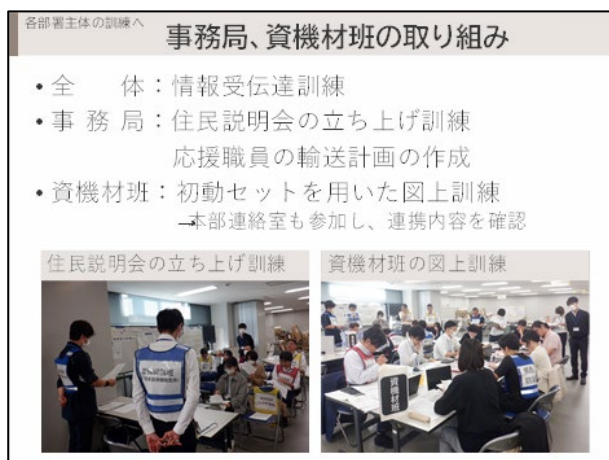 各部署主体の訓練へ
事務局、資機材班の取り組み
• 全　体：情報受伝達訓練
• 事務局：住民説明会の立ち上げ訓練
応援職員の輸送計画の作成
• 資機材班：初動セットを用いた図上訓練
→本部連絡室も参加し、連携内容を確認
住民説明会の立ち上げ訓練
資機材班の図上訓練
資機材班